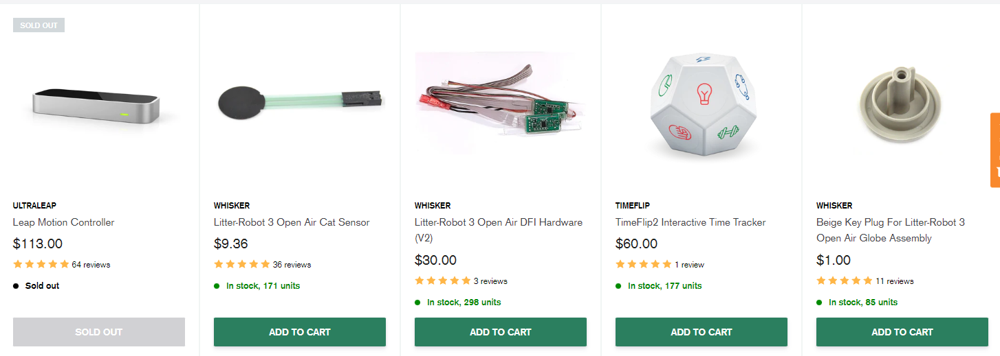 SOLD OUT
ULTRALEAP
Leap Motion Controller
$113.00
64 reviews
Sold out
SOLD OUT
WHISKER
Litter-Robot 3 Open Air Cat Sensor
$9.36
36 reviews
In stock, 171 units
ADD TO CART
WHISKER
Litter-Robot 3 Open Air DFI Hardware
(V2)
$30.00
3 reviews
In stock, 298 units
ADD TO CART
TIMEFLIP
TimeFlip2 Interactive Time Tracker
$60.00
1 review
In stock, 177 units
ADD TO CART
WHISKER
Beige Key Plug For Litter-Robot 3
Open Air Globe Assembly
$1.00
11 reviews
In stock, 85 units
ADD TO CART